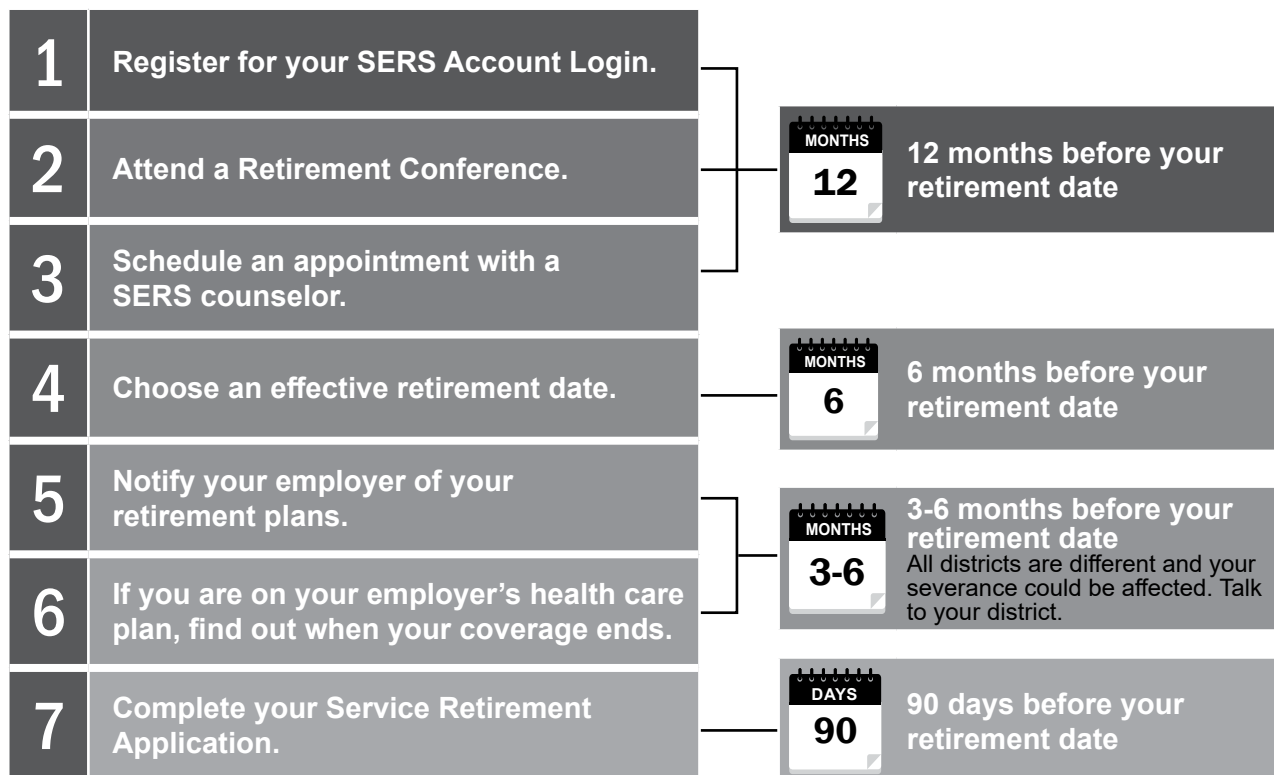 1
Register for your SERS Account Login.
2
Attend a Retirement Conference.
3
Schedule an appointment with a
SERS counselor.
MONTHS
12
12 months before your
retirement date
4
Choose an effective retirement date.
MONTHS
6
6 months before your
retirement date
5
Notify your employer of your
retirement plans.
6
If you are on your employer’s health care
plan, find out when your coverage ends.
MONTHS
3-6
3-6 months before your
retirement date
All districts are different and your
severance could be affected. Talk
to your district.
7
Complete your Service Retirement
Application.
DAYS
90
90 days before your
retirement date